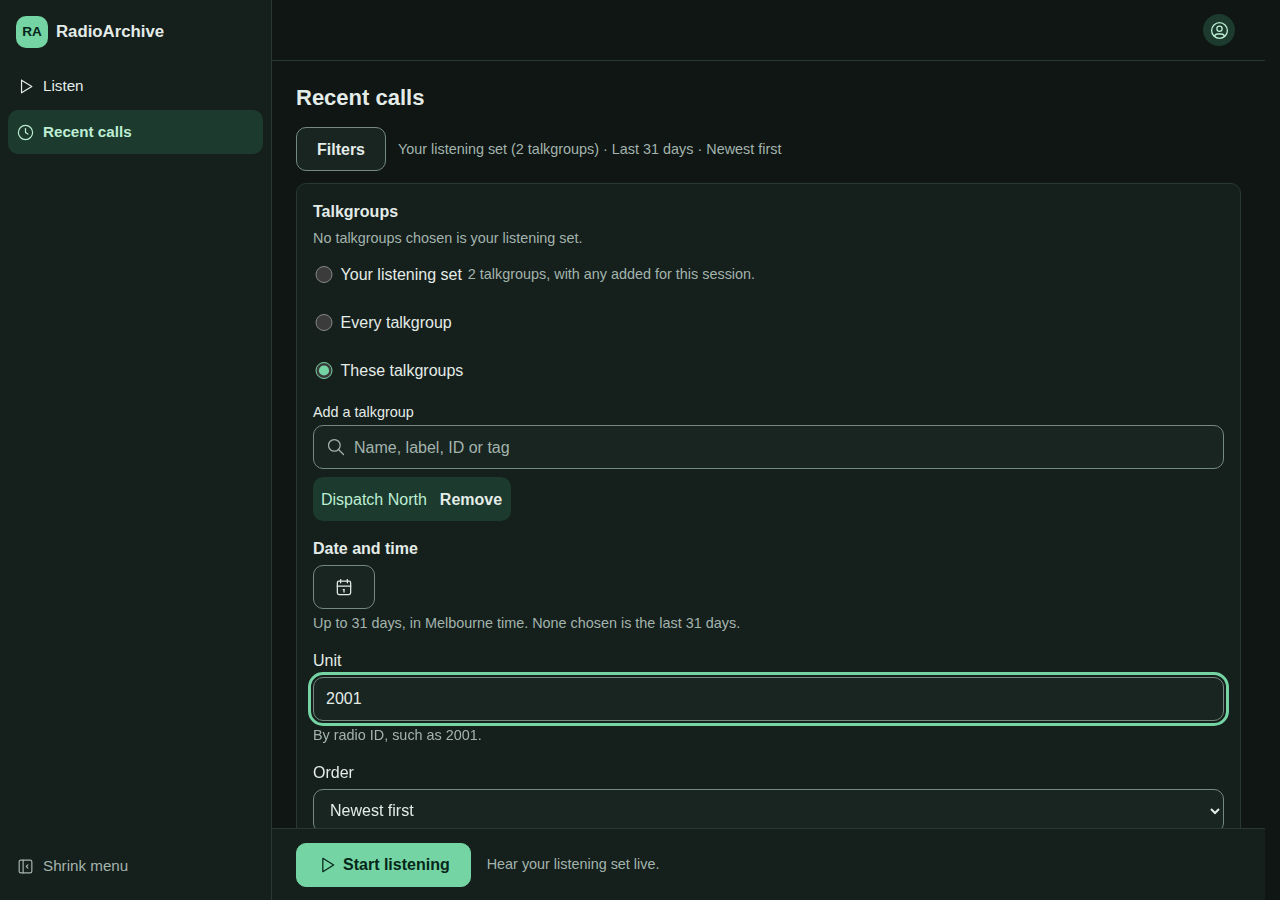 RA RadioArchive
Listen
Recent calls
Shrink menu
Recent calls
Filters Your listening set (2 talkgroups) · Last 31 days · Newest first
Talkgroups
No talkgroups chosen is your listening set.
Your listening set 2 talkgroups, with any added for this session.
Every talkgroup
These talkgroups
Add a talkgroup
Name, label, ID or tag
Dispatch North Remove
Date and time
Up to 31 days, in Melbourne time. None chosen is the last 31 days.
Unit
2001
By radio ID, such as 2001.
Order
Newest first
Start listening Hear your listening set live.